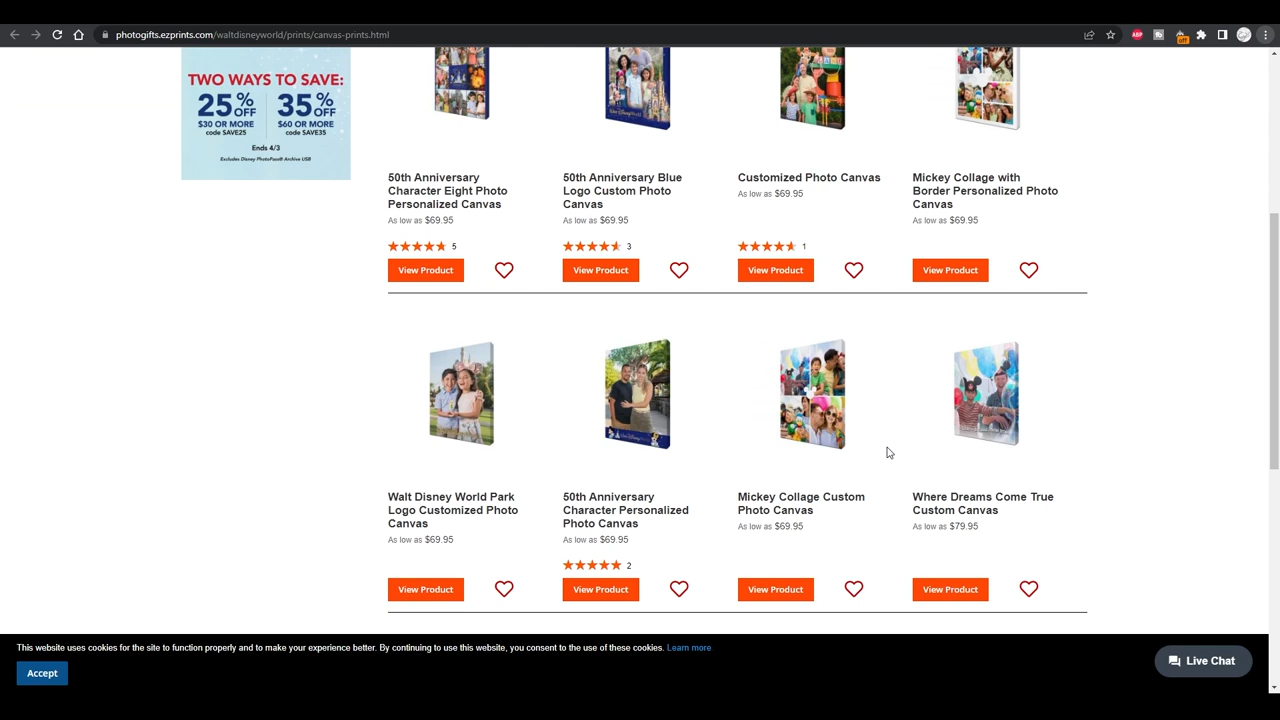 photogifts.ezprints.com/waltdisneyworld/prints/canvas-prints.html
ABP
off
TWO WAYS TO SAVE:
25% OFF
$30 OR MORE
code SAVE25
35% OFF
$60 OR MORE
code SAVE35
Ends 4/3
Excludes Disney PhotoPass® Archive USB
50th Anniversary
Character Eight Photo
Personalized Canvas
As low as $69.95
5
View Product
50th Anniversary Blue
Logo Custom Photo
Canvas
As low as $69.95
3
View Product
Customized Photo Canvas
As low as $69.95
1
View Product
Mickey Collage with
Border Personalized Photo
Canvas
As low as $69.95
View Product
Walt Disney World Park
Logo Customized Photo
Canvas
As low as $69.95
View Product
50th Anniversary
Character Personalized
Photo Canvas
As low as $69.95
2
View Product
Mickey Collage Custom
Photo Canvas
As low as $69.95
View Product
Where Dreams Come True
Custom Canvas
As low as $79.95
View Product
This website uses cookies for the site to function properly and to make your experience better. By continuing to use this website, you consent to the use of these cookies. Learn more
Accept
Live Chat